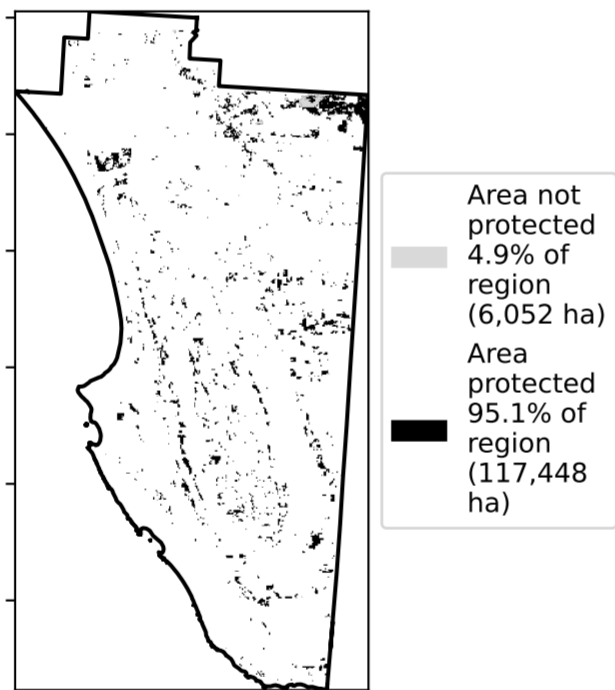 Area not
protected
4.9% of
region
(6,052 ha)
Area
protected
95.1% of
region
(117,448
ha)